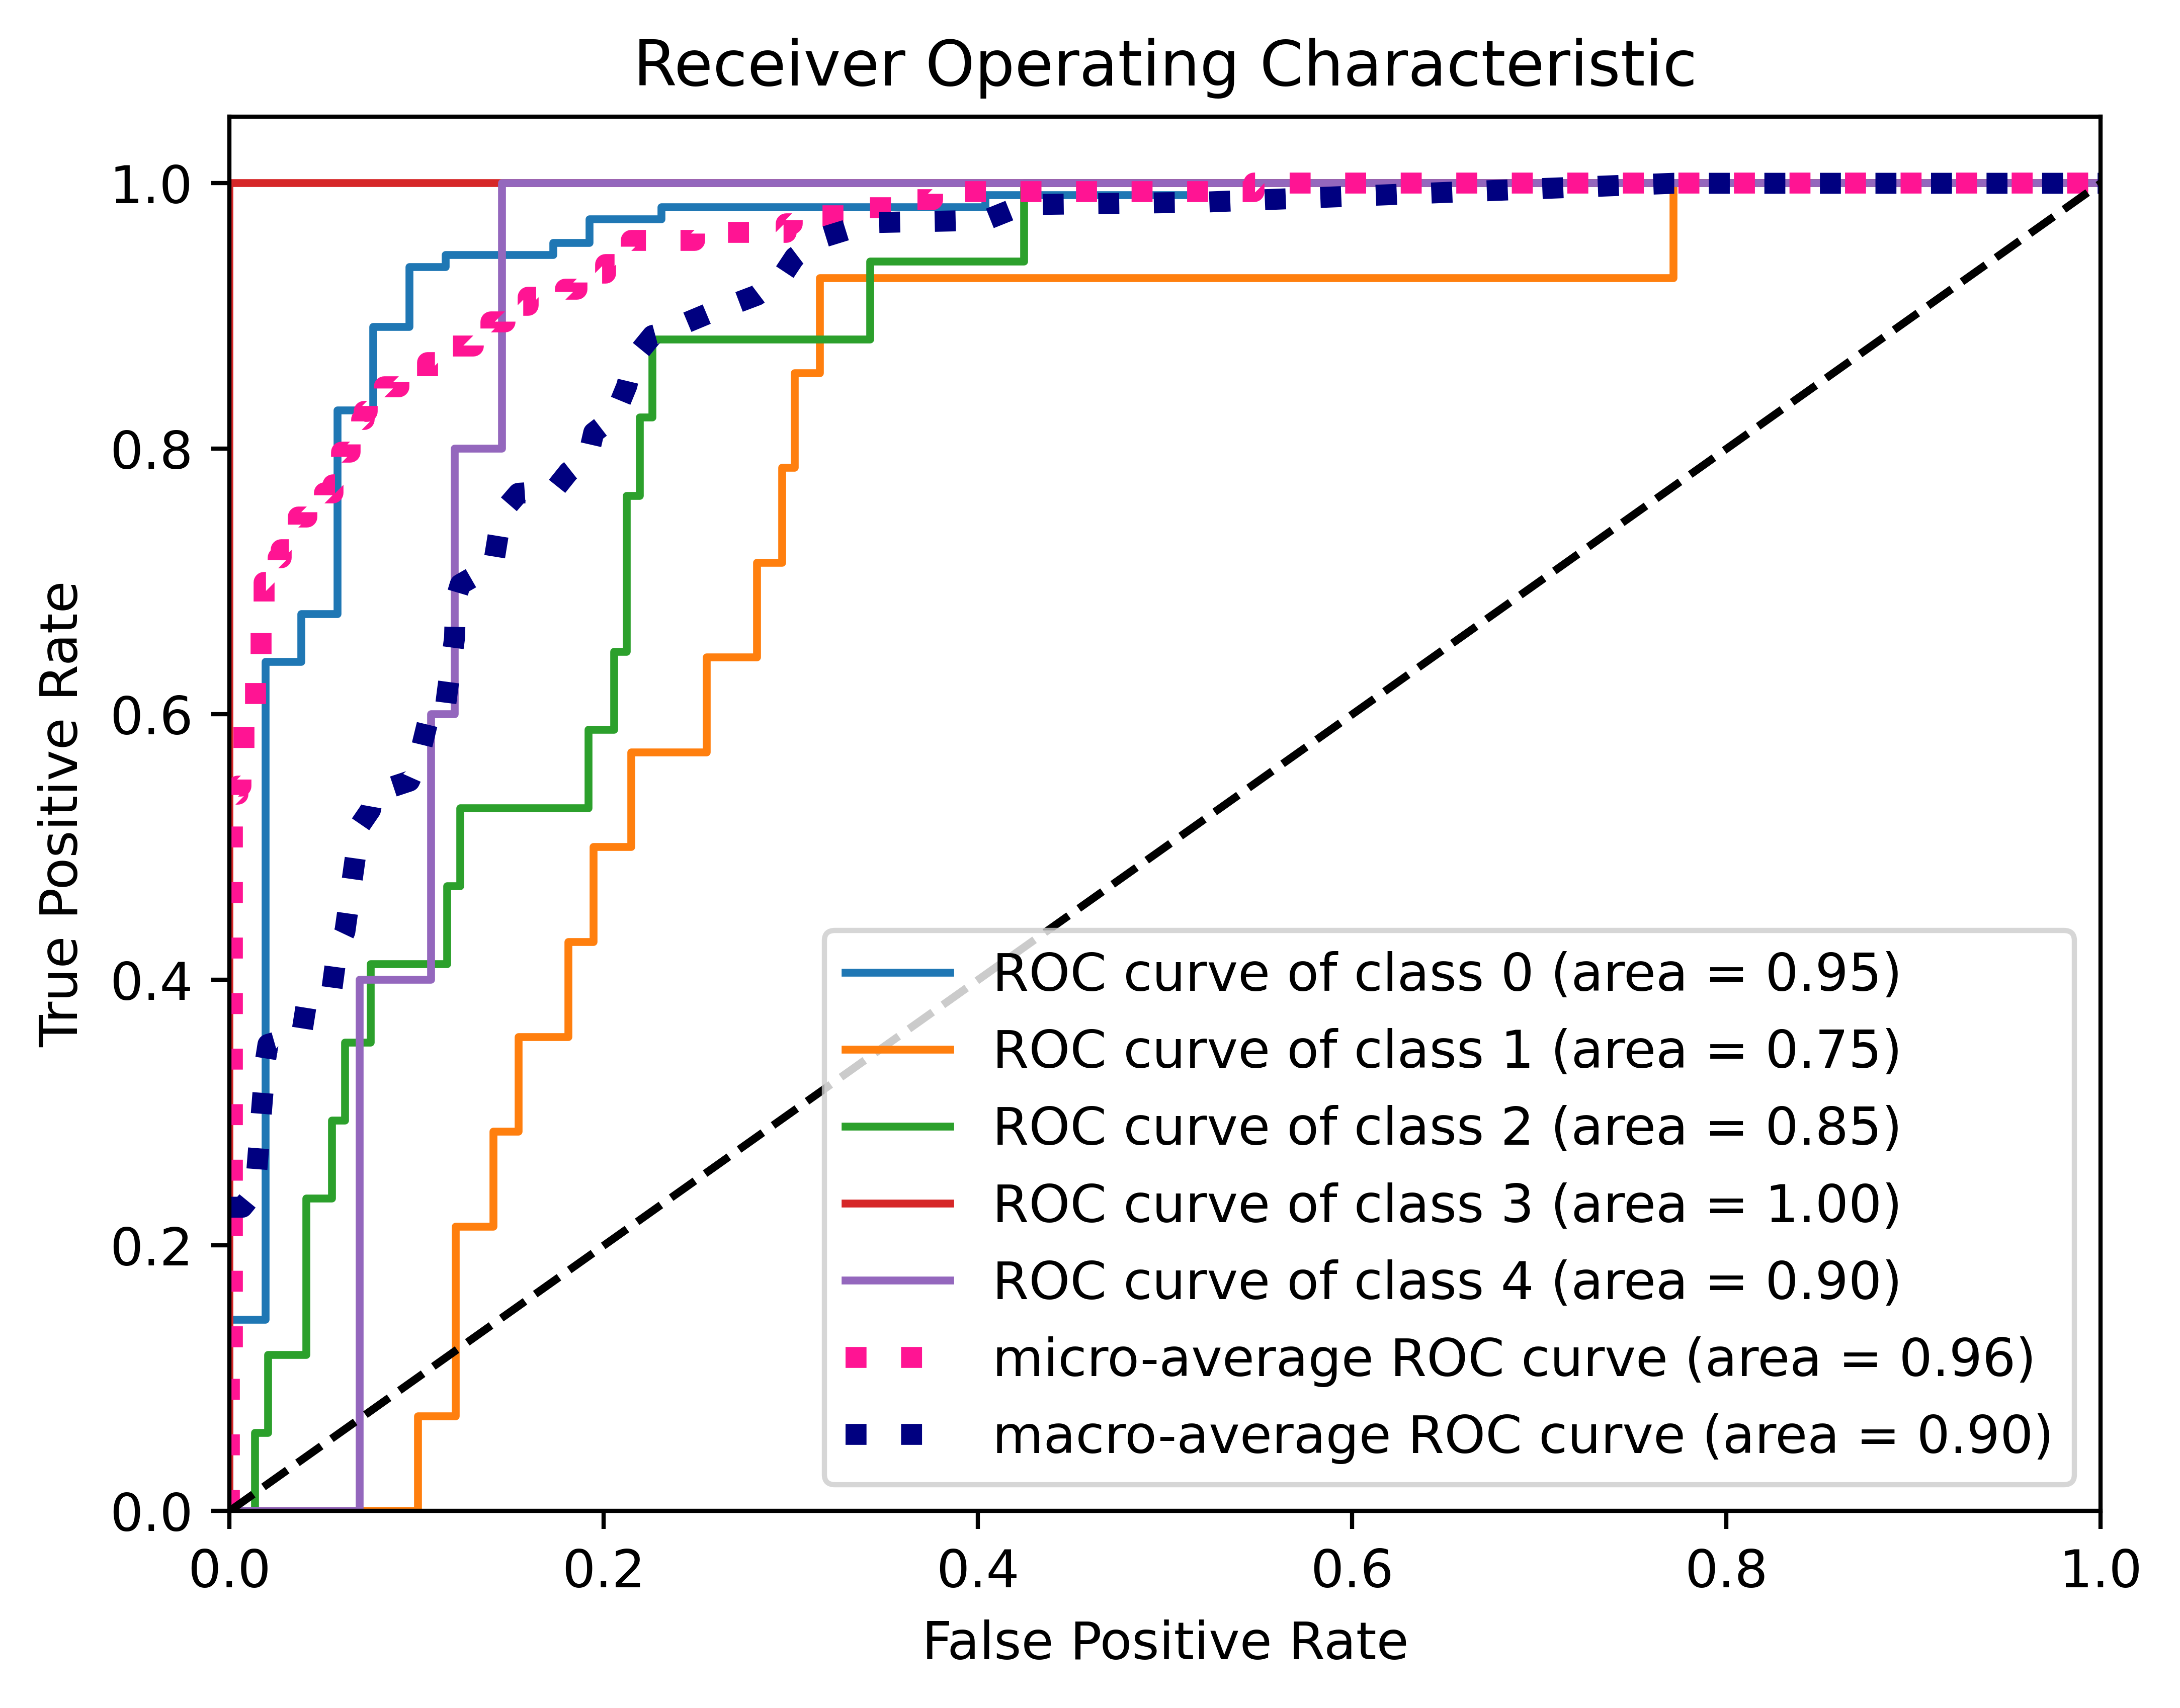 Receiver Operating Characteristic
True Positive Rate
1.0
0.8
0.6
0.4
0.2
0.0
ROC curve of class 0 (area = 0.95)
ROC curve of class 1 (area = 0.75)
ROC curve of class 2 (area = 0.85)
ROC curve of class 3 (area = 1.00)
ROC curve of class 4 (area = 0.90)
micro-average ROC curve (area = 0.96)
macro-average ROC curve (area = 0.90)
0.0 0.2 0.4 0.6 0.8 1.0
False Positive Rate